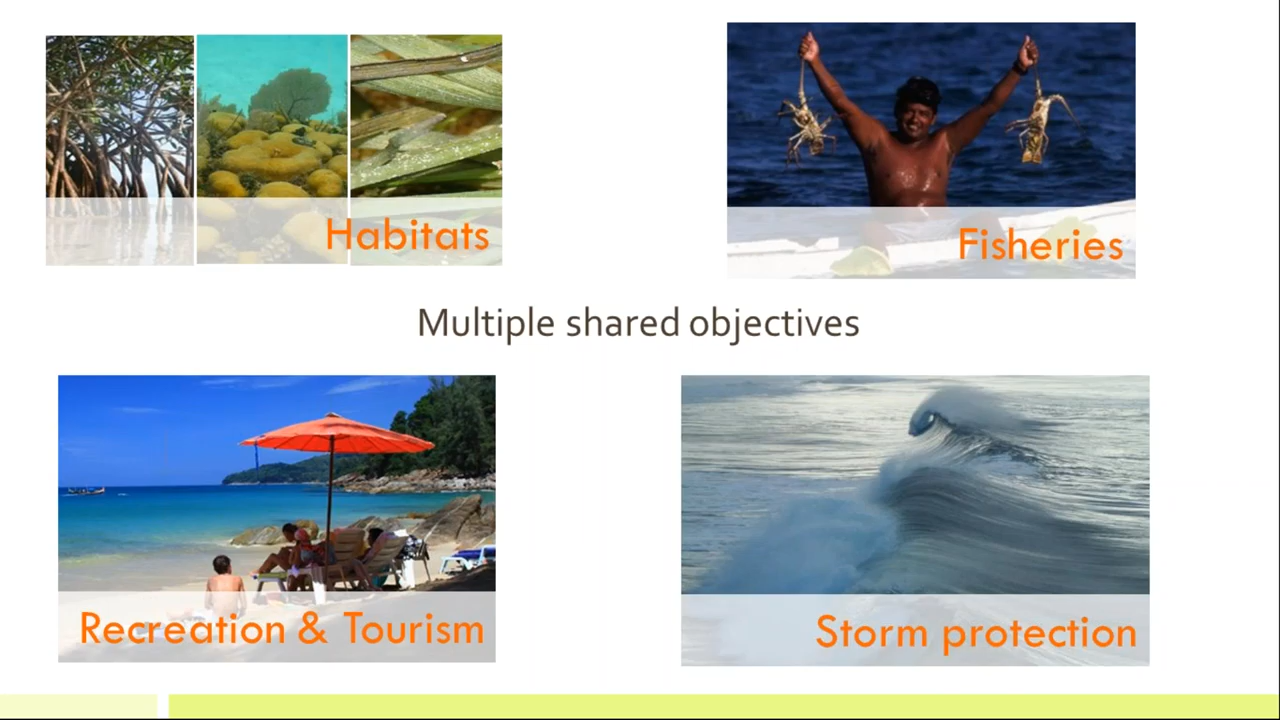 Habitats
Fisheries
Multiple shared objectives
Recreation & Tourism
Storm protection